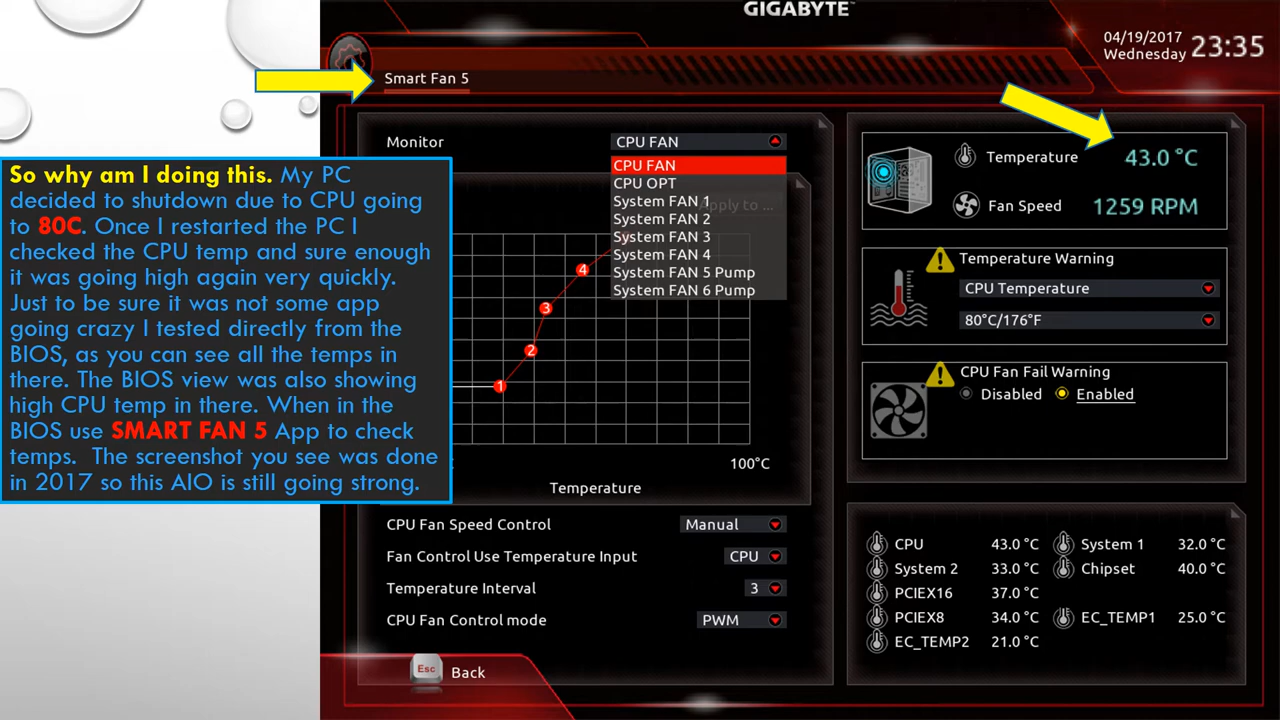 GIGABYTE
04/19/2017
Wednesday 23:35
Smart Fan 5
Monitor CPU FAN
CPU FAN
CPU OPT
System FAN 1
Apply to ...
System FAN 2
System FAN 3
System FAN 4
System FAN 5 Pump
System FAN 6 Pump
4
3
2
1
100°C
Temperature
CPU Fan Speed Control Manual
Fan Control Use Temperature Input CPU
Temperature Interval 3
CPU Fan Control mode PWM
Esc Back
So why am I doing this. My PC
decided to shutdown due to CPU going
to 80C. Once I restarted the PC I
checked the CPU temp and sure enough
it was going high again very quickly.
Just to be sure it was not some app
going crazy I tested directly from the
BIOS, as you can see all the temps in
there. The BIOS view was also showing
high CPU temp in there. When in the
BIOS use SMART FAN 5 App to check
temps. The screenshot you see was done
in 2017 so this AIO is still going strong.
Temperature 43.0 °C
Fan Speed 1259 RPM
Temperature Warning
CPU Temperature
80°C/176°F
CPU Fan Fail Warning
Disabled Enabled
CPU 43.0 °C System 1 32.0 °C
System 2 33.0 °C Chipset 40.0 °C
PCIEX16 37.0 °C
PCIEX8 34.0 °C EC_TEMP1 25.0 °C
EC_TEMP2 21.0 °C